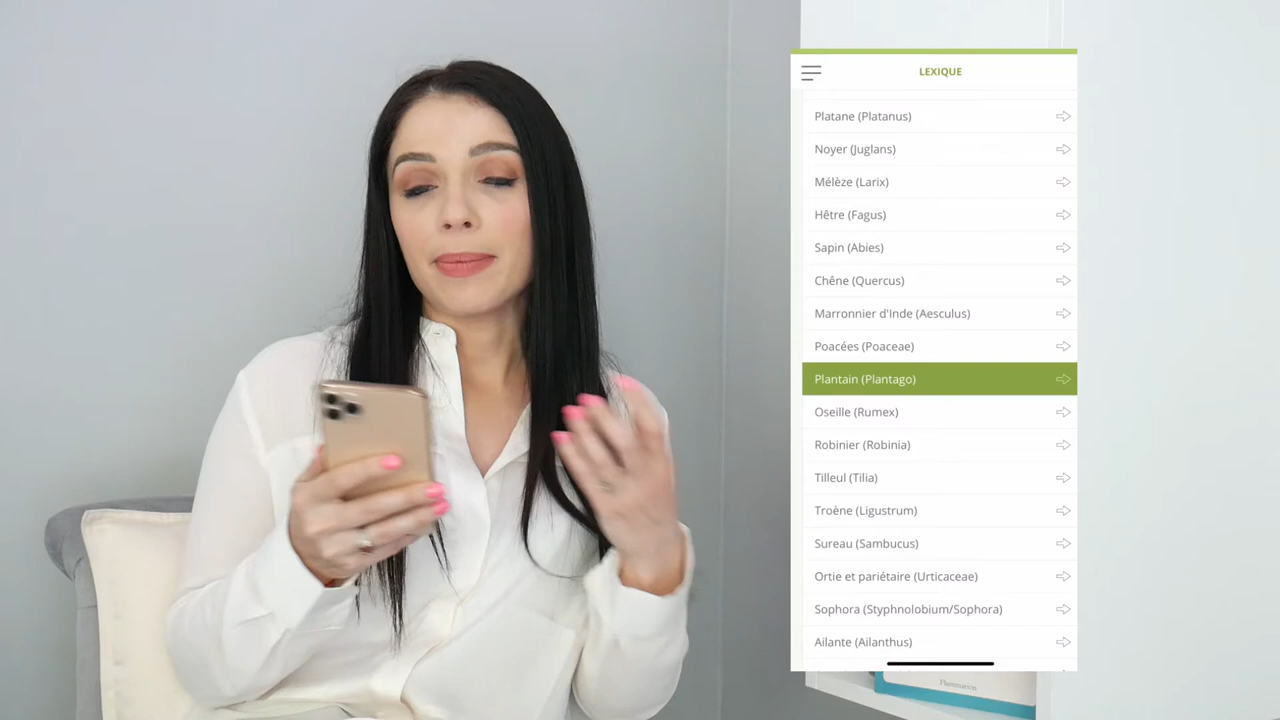 LEXIQUE
Platane (Platanus)
Noyer (Juglans)
Mélèze (Larix)
Hêtre (Fagus)
Sapin (Abies)
Chêne (Quercus)
Marronnier d'Inde (Aesculus)
Poacées (Poaceae)
Plantain (Plantago)
Oseille (Rumex)
Robinier (Robinia)
Tilleul (Tilia)
Troène (Ligustrum)
Sureau (Sambucus)
Ortie et pariétaire (Urticaceae)
Sophora (Styphnolobium/Sophora)
Ailante (Ailanthus)
Flammarion